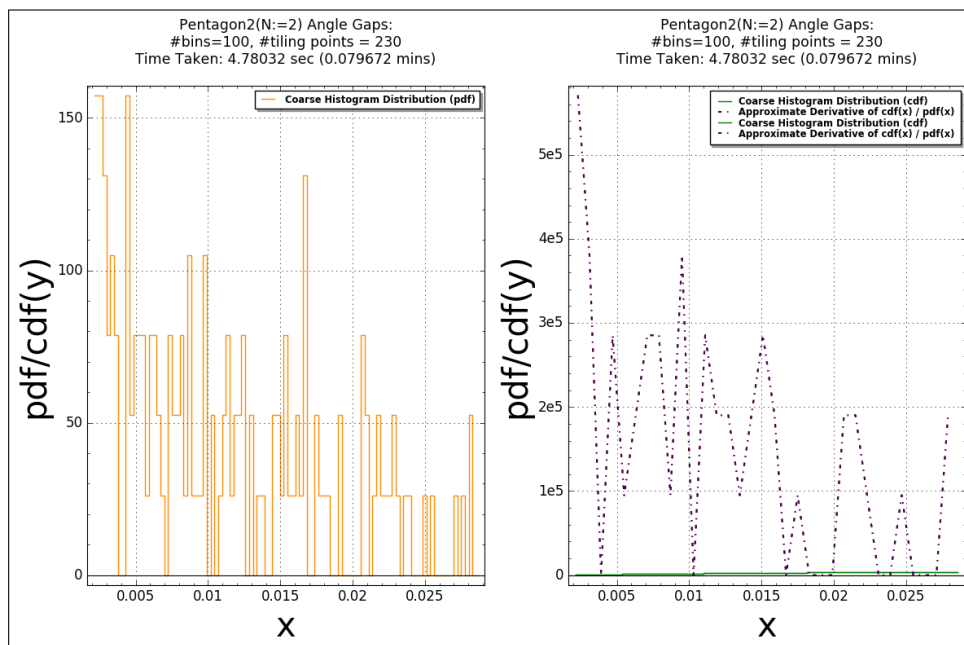 Pentagon2(N:=2) Angle Gaps:
#bins=100, #tiling points = 230
Time Taken: 4.78032 sec (0.079672 mins)
Coarse Histogram Distribution (pdf)
150
100
50
0
0.005 0.01 0.015 0.02 0.025
pdf/cdf(y)
x
Pentagon2(N:=2) Angle Gaps:
#bins=100, #tiling points = 230
Time Taken: 4.78032 sec (0.079672 mins)
Coarse Histogram Distribution (cdf)
Approximate Derivative of cdf(x) / pdf(x)
Coarse Histogram Distribution (cdf)
Approximate Derivative of cdf(x) / pdf(x)
5e5
4e5
3e5
2e5
1e5
0
0.005 0.01 0.015 0.02 0.025
pdf/cdf(y)
x